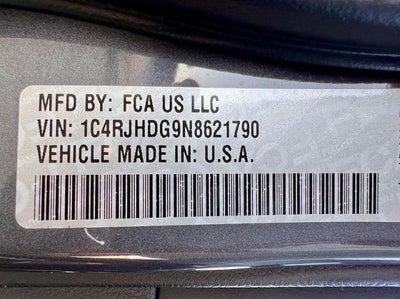 MFD BY: FCA US LLC
VIN: 1C4RJHDG9N8621790
VEHICLE MADE IN: U.S.A.